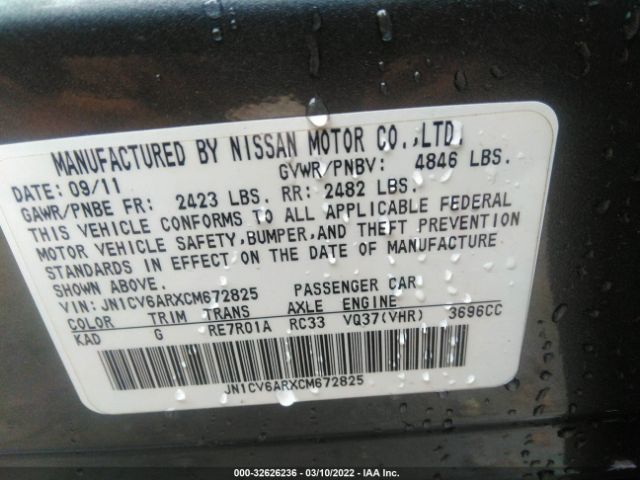 MANUFACTURED BY NISSAN MOTOR CO.,LTD.
DATE: 09/11 GVWR/PNBV: 4846 LBS.
GAWR/PNBE FR: 2423 LBS. RR: 2482 LBS.
THIS VEHICLE CONFORMS TO ALL APPLICABLE FEDERAL
MOTOR VEHICLE SAFETY,BUMPER,AND THEFT PREVENTION
STANDARDS IN EFFECT ON THE DATE OF MANUFACTURE
SHOWN ABOVE.
VIN: JN1CV6ARXCM672825 PASSENGER CAR
COLOR TRIM TRANS AXLE ENGINE
KAD G RE7R01A RC33 VQ37(VHR) 3696CC
JN1CV6ARXCM672825
000-32626236 - 03/10/2022 - IAA Inc.